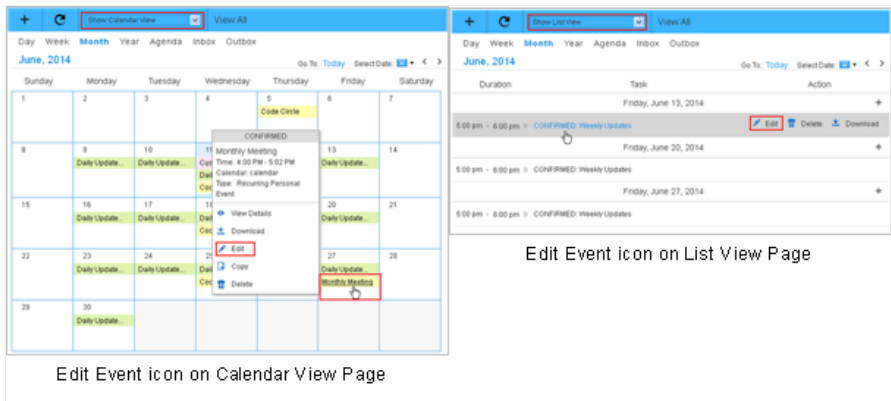 Show Calendar View View All
Day Week Month Year Agenda Inbox Outbox
June, 2014 Go To: Today Select Date:
Sunday Monday Tuesday Wednesday Thursday Friday Saturday
1 2 3 4 5 6 7
Code Circle
8 9 10 11 13 14
Daily Update... Daily Update... Cus Daily Update...
Dail
Coc
15 16 17 18 20 21
Daily Update... Daily Update... Dail Daily Update...
Coc
22 23 24 25 27 28
Daily Update... Daily Update... Dail Daily Update...
Coc Monthly Meeting
29 30
Daily Update...
CONFIRMED
Monthly Meeting
Time: 4:00 PM - 5:02 PM
Calendar: calendar
Type: Recurring Personal
Event
View Details
Download
Edit
Copy
Delete
Edit Event icon on Calendar View Page
Show List View View All
Day Week Month Year Agenda Inbox Outbox
June, 2014 Go To: Today Select Date:
Duration Task Action
Friday, June 13, 2014 +
5:00 pm - 6:00 pm CONFIRMED: Weekly Updates Edit Delete Download
Friday, June 20, 2014 +
5:00 pm - 6:00 pm CONFIRMED: Weekly Updates
Friday, June 27, 2014 +
5:00 pm - 6:00 pm CONFIRMED: Weekly Updates
Edit Event icon on List View Page